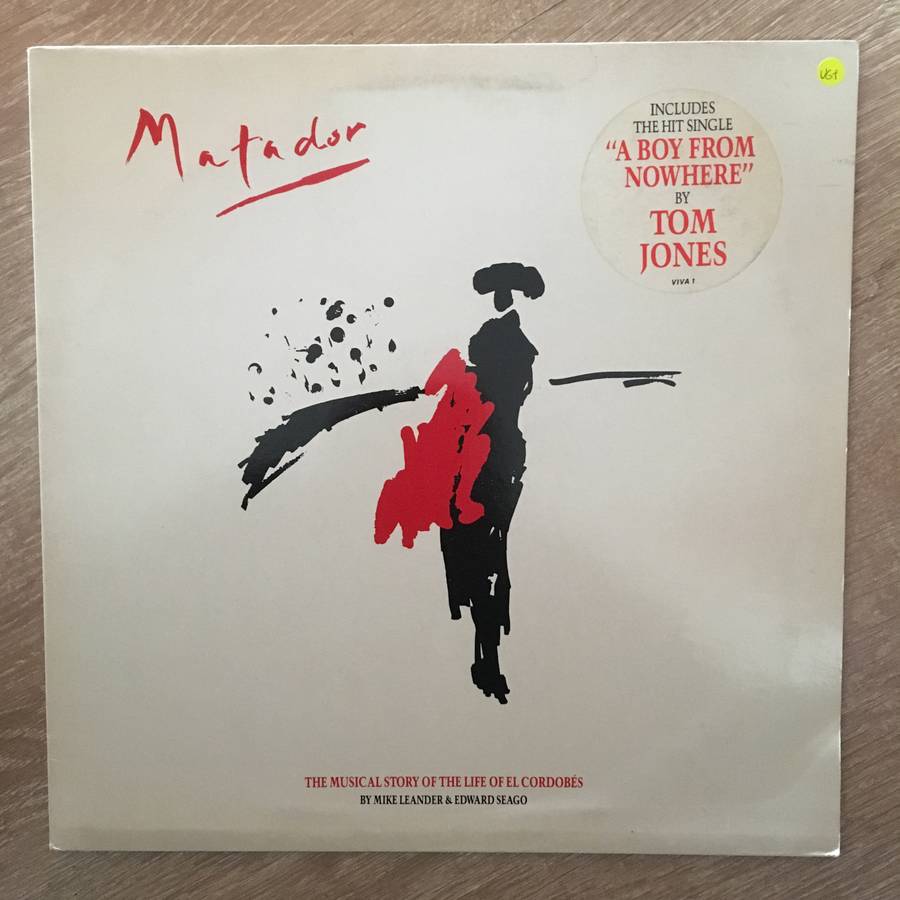 Matador
VG+
INCLUDES
THE HIT SINGLE
“A BOY FROM
NOWHERE”
BY
TOM
JONES
VIVA 1
THE MUSICAL STORY OF THE LIFE OF EL CORDOBÉS
BY MIKE LEANDER & EDWARD SEAGO